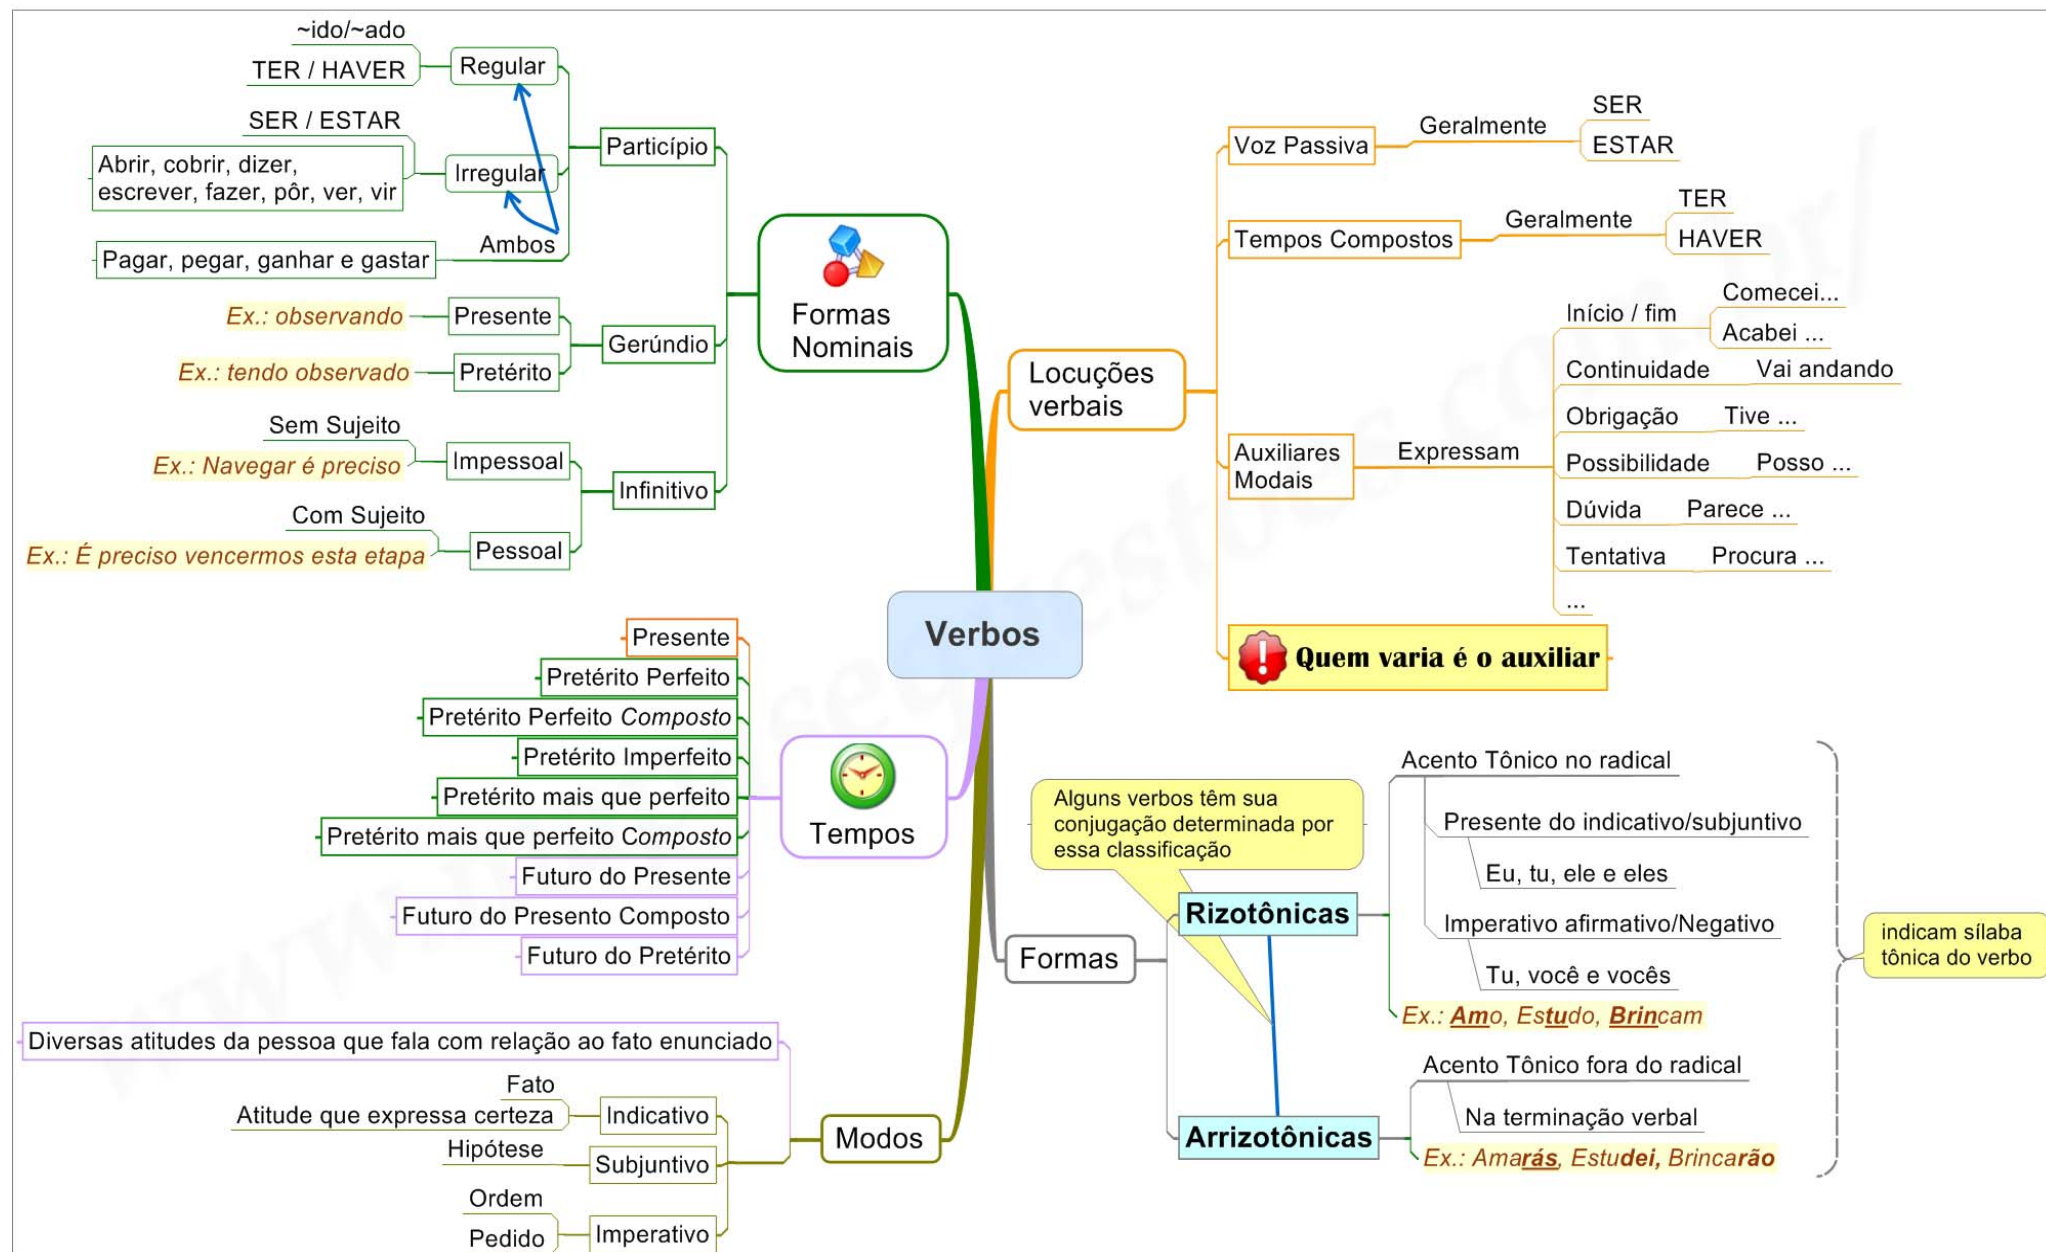 Verbos
Formas
Nominais
Particípio
Regular
~ido/~ado
TER / HAVER
Irregular
SER / ESTAR
Abrir, cobrir, dizer,
escrever, fazer, pôr, ver, vir
Ambos
Pagar, pegar, ganhar e gastar
Gerúndio
Presente
Ex.: observando
Pretérito
Ex.: tendo observado
Infinitivo
Impessoal
Sem Sujeito
Ex.: Navegar é preciso
Pessoal
Com Sujeito
Ex.: É preciso vencermos esta etapa
Tempos
Presente
Pretérito Perfeito
Pretérito Perfeito Composto
Pretérito Imperfeito
Pretérito mais que perfeito
Pretérito mais que perfeito Composto
Futuro do Presente
Futuro do Presento Composto
Futuro do Pretérito
Modos
Diversas atitudes da pessoa que fala com relação ao fato enunciado
Indicativo
Fato
Atitude que expressa certeza
Subjuntivo
Hipótese
Imperativo
Ordem
Pedido
Locuções
verbais
Voz Passiva
Geralmente
SER
ESTAR
Tempos Compostos
Geralmente
TER
HAVER
Auxiliares
Modais
Expressam
Início / fim
Comecei...
Acabei ...
Continuidade
Vai andando
Obrigação
Tive ...
Possibilidade
Posso ...
Dúvida
Parece ...
Tentativa
Procura ...
...
Quem varia é o auxiliar
Formas
Alguns verbos têm sua
conjugação determinada por
essa classificação
Rizotônicas
Acento Tônico no radical
Presente do indicativo/subjuntivo
Eu, tu, ele e eles
Imperativo afirmativo/Negativo
Tu, você e vocês
Ex.: Amo, Estudo, Brincam
Arrizotônicas
Acento Tônico fora do radical
Na terminação verbal
Ex.: Amarás, Estudei, Brincarão
indicam sílaba
tônica do verbo